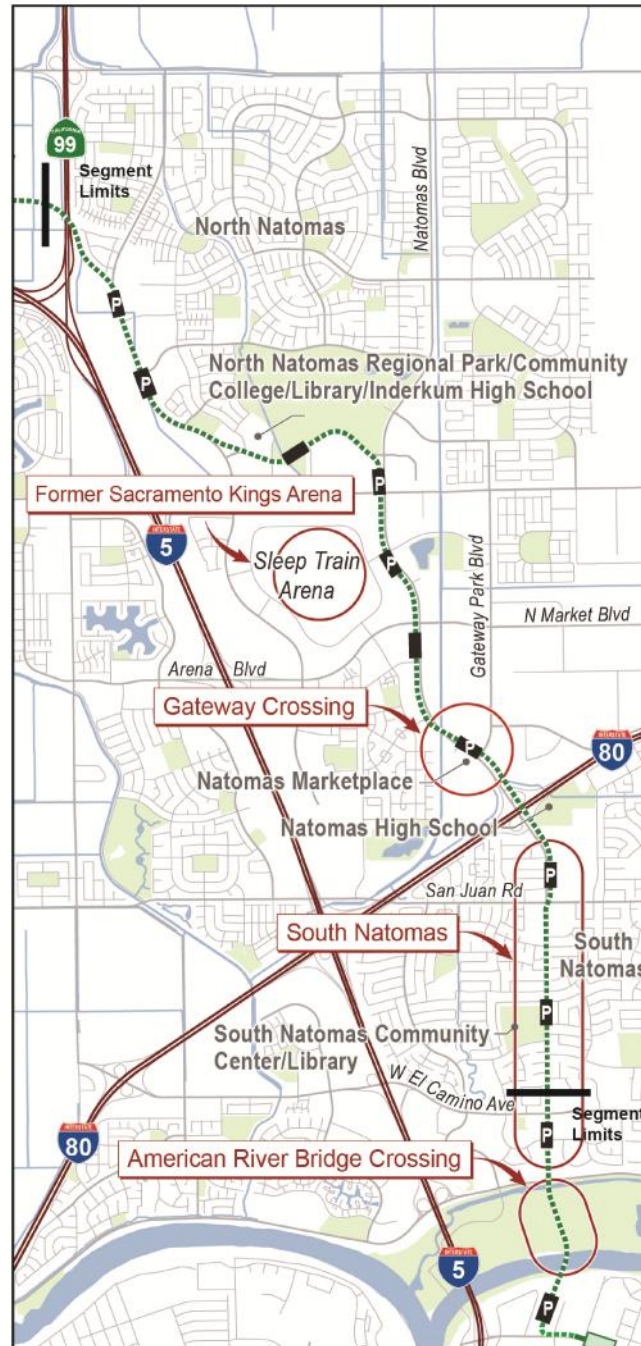 CALIFORNIA
99
Segment
Limits
North Natomas
Natomas Blvd
P
P
North Natomas Regional Park/Community
College/Library/Inderkum High School
P
Former Sacramento Kings Arena
INTERSTATE
5
Sleep Train
Arena
P
Gateway Park Blvd
N Market Blvd
Arena Blvd
Gateway Crossing
P
INTERSTATE
80
Natomas Marketplace
Natomas High School
P
San Juan Rd
South Natomas
South
Natomas
P
South Natomas Community
Center/Library
W El Camino Ave
Segment
Limits
P
INTERSTATE
80
American River Bridge Crossing
INTERSTATE
5
P